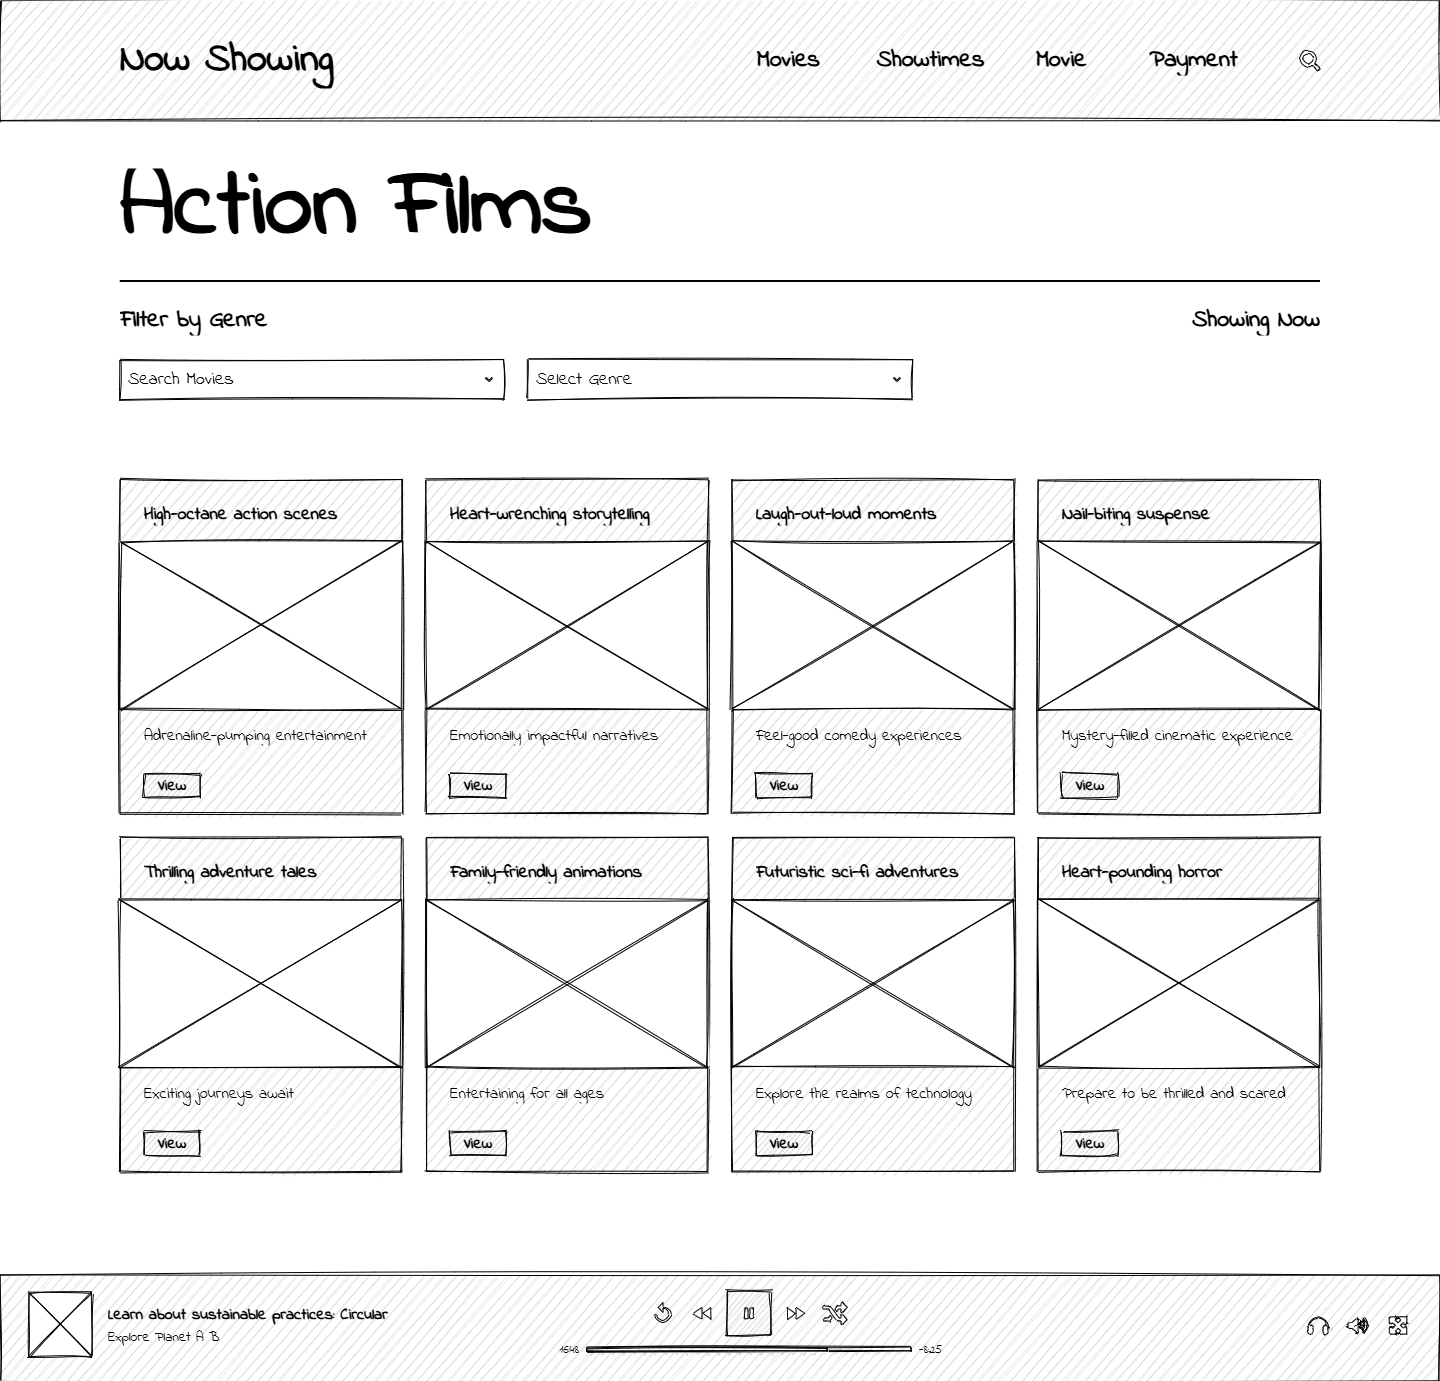 Now Showing
Movies Showtimes Movie Payment
Action Films
Filter by Genre
Showing Now
Search Movies
Select Genre
High-octane action scenes
Adrenaline-pumping entertainment
View
Heart-wrenching storytelling
Emotionally impactful narratives
View
Laugh-out-loud moments
Feel-good comedy experiences
View
Nail-biting suspense
Mystery-filled cinematic experience
View
Thrilling adventure tales
Exciting journeys await
View
Family-friendly animations
Entertaining for all ages
View
Futuristic sci-fi adventures
Explore the realms of technology
View
Heart-pounding horror
Prepare to be thrilled and scared
View
Learn about sustainable practices: Circular
Explore Planet A B